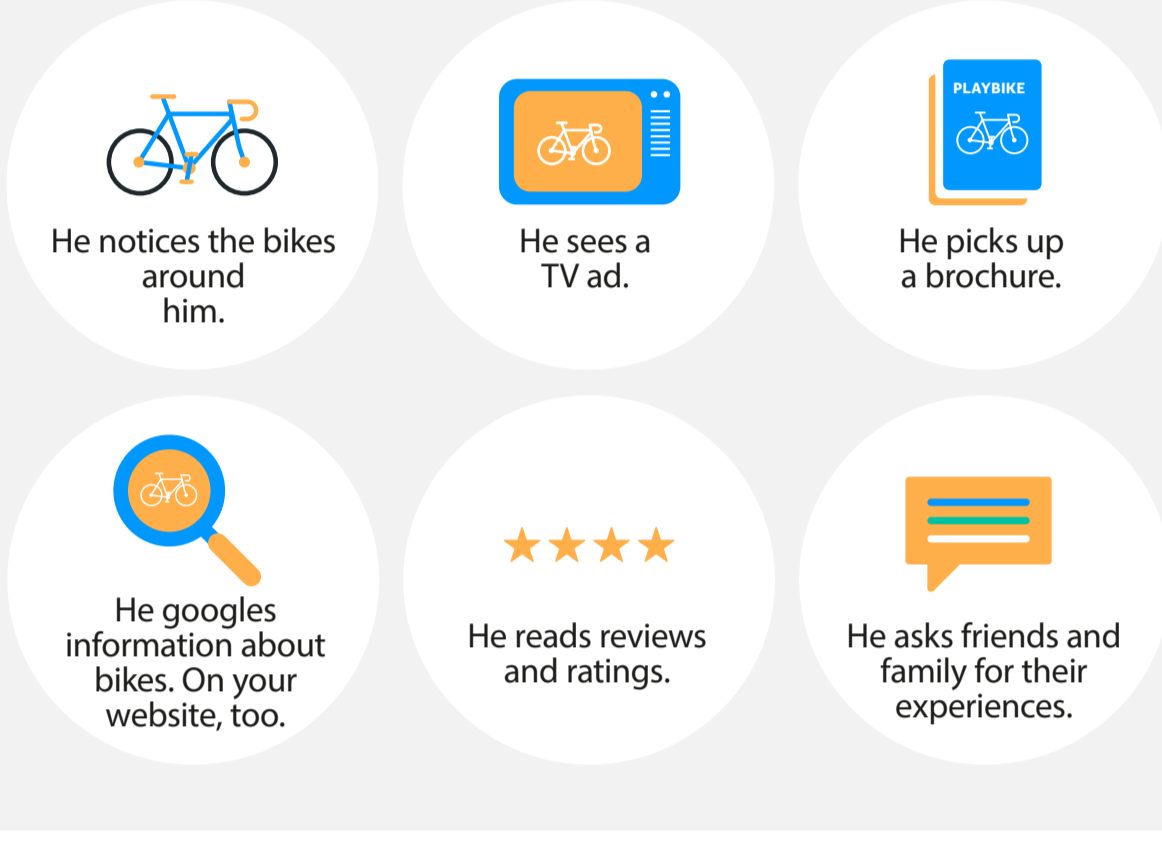 He notices the bikes
around
him.
He sees a
TV ad.
PLAYBIKE
He picks up
a brochure.
He googles
information about
bikes. On your
website, too.
He reads reviews
and ratings.
He asks friends and
family for their
experiences.